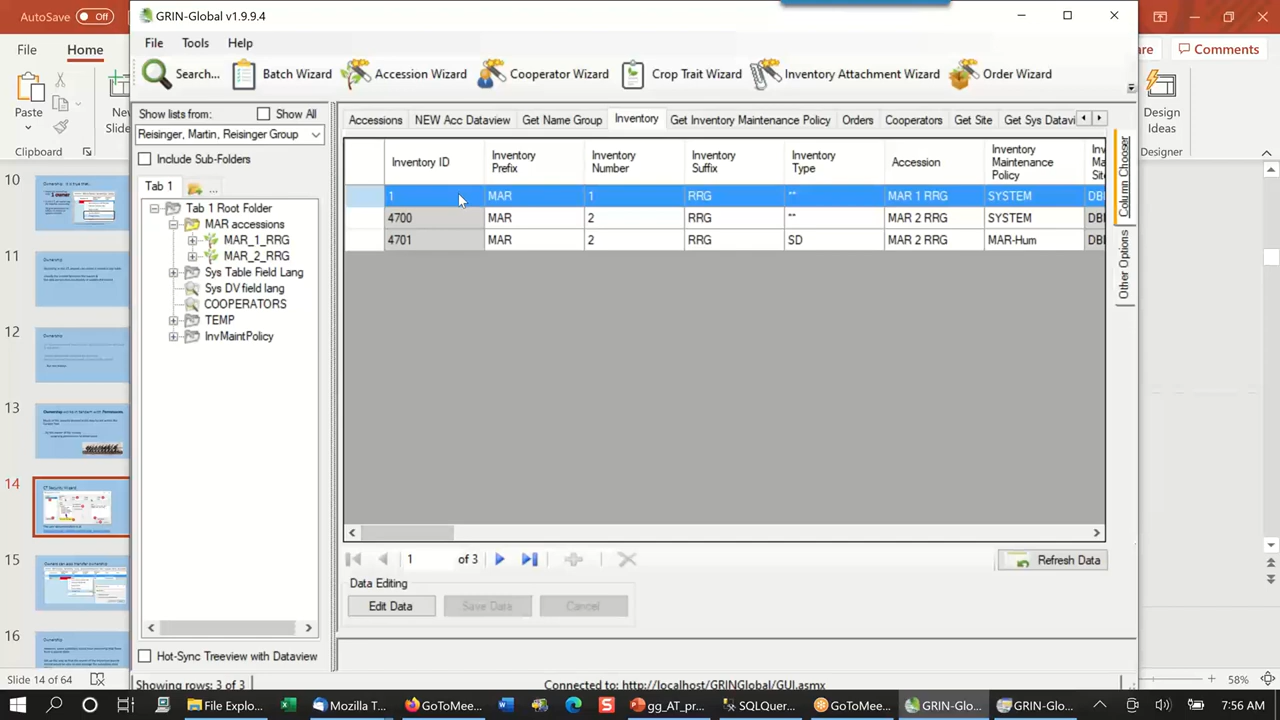 AutoSave Off
GRIN-Global v1.9.9.4
File Home
File Tools Help
Comments
Paste
New
Slide
Clipboard
Design
Ideas
Designer
Search... Batch Wizard Accession Wizard Cooperator Wizard Crop Trait Wizard Inventory Attachment Wizard Order Wizard
Show lists from: Show All
Reisinger, Martin, Reisinger Group
Include Sub-Folders
Tab 1 ...
Tab 1 Root Folder
MAR accessions
MAR_1_RRG
MAR_2_RRG
Sys Table Field Lang
Sys DV field lang
COOPERATORS
TEMP
InvMaintPolicy
Hot-Sync Treeview with Dataview
Accessions NEW Acc Dataview Get Name Group Inventory Get Inventory Maintenance Policy Orders Cooperators Get Site Get Sys Datavi
Inventory ID Inventory Prefix Inventory Number Inventory Suffix Inventory Type Accession Inventory Maintenance Policy
1 MAR 1 RRG ** MAR 1 RRG SYSTEM
4700 MAR 2 RRG ** MAR 2 RRG SYSTEM
4701 MAR 2 RRG SD MAR 2 RRG MAR-Hum
Column Chooser
Other Options
1 of 3
Refresh Data
Data Editing
Edit Data Save Data Cancel
Showing rows: 3 of 3
Connected to: http://localhost/GRINGlobal/GUI.asmx
10
11
12
13
14
15
16
Slide 14 of 64
58%
File Explo... Mozilla T... GoToMee... gg_AT_pr... SQLQuer... GoToMee... GRIN-Glo... GRIN-Glo...
7:56 AM